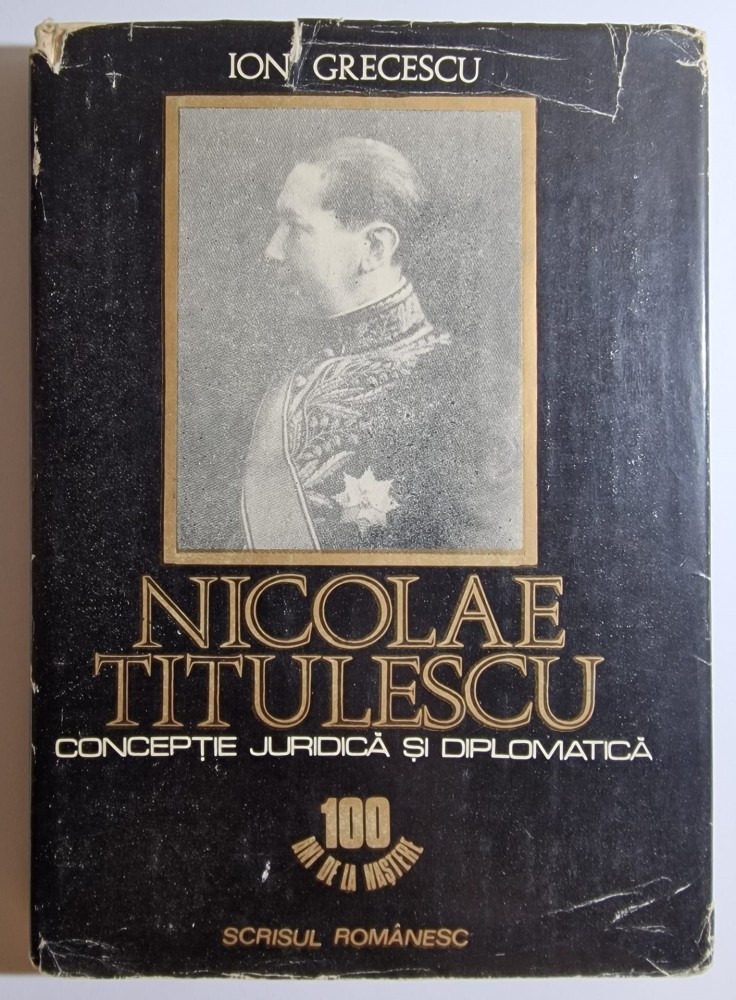 ION GRECESCU
NICOLAE
TITULESCU
CONCEPȚIE JURIDICĂ ȘI DIPLOMATICĂ
100
ANI DE LA NAȘTERE
SCRISUL ROMÂNESC